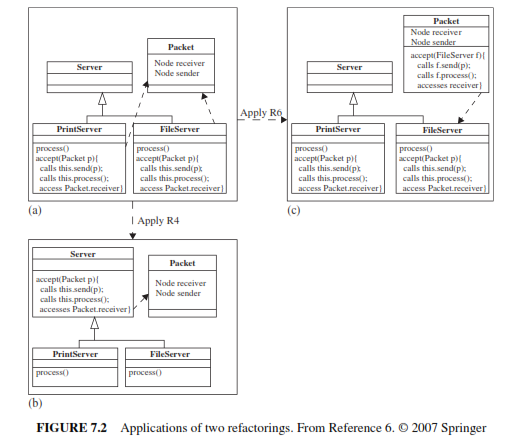 Server
Packet
Node receiver
Node sender
PrintServer
process()
accept(Packet p){
calls this.send(p);
calls this.process();
access Packet.receiver}
FileServer
process()
accept(Packet p){
calls this.send(p);
calls this.process();
access Packet.receiver}
(a)
Apply R6
Server
Packet
Node receiver
Node sender
accept(FileServer f){
calls f.send(p);
calls f.process();
accesses receiver}
PrintServer
process()
accept(Packet p){
calls this.send(p);
calls this.process();
access Packet.receiver}
FileServer
process()
accept(Packet p){
calls this.send(p);
calls this.process();
access Packet.receiver}
(c)
Apply R4
Server
accept(Packet p){
calls this.send(p);
calls this.process();
accesses Packet.receiver}
Packet
Node receiver
Node sender
PrintServer
process()
FileServer
process()
(b)
FIGURE 7.2 Applications of two refactorings. From Reference 6. © 2007 Springer